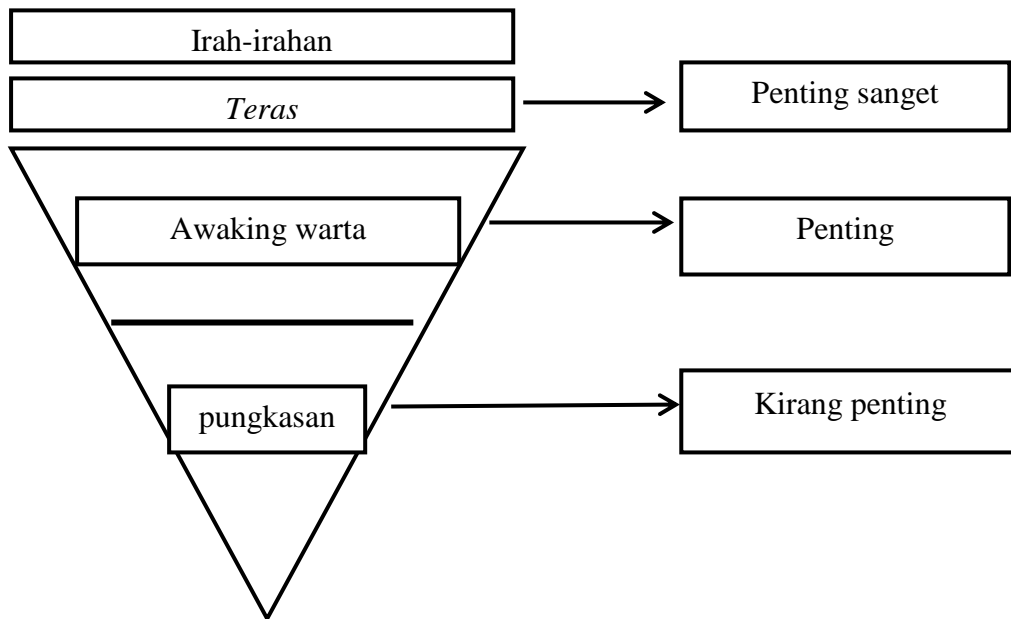 Irah-irahan
Teras
Penting sanget
Awaking warta
Penting
pungkasan
Kirang penting